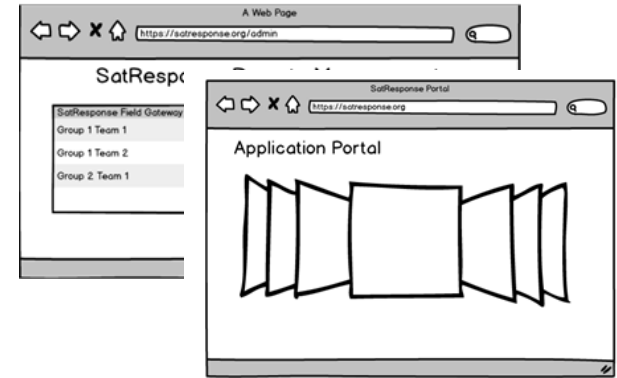 A Web Page
https://satresponse.org/admin
SatResponse Field Gateway
Group 1 Team 1
Group 1 Team 2
Group 2 Team 1
SatResponse Portal
https://satresponse.org
Application Portal